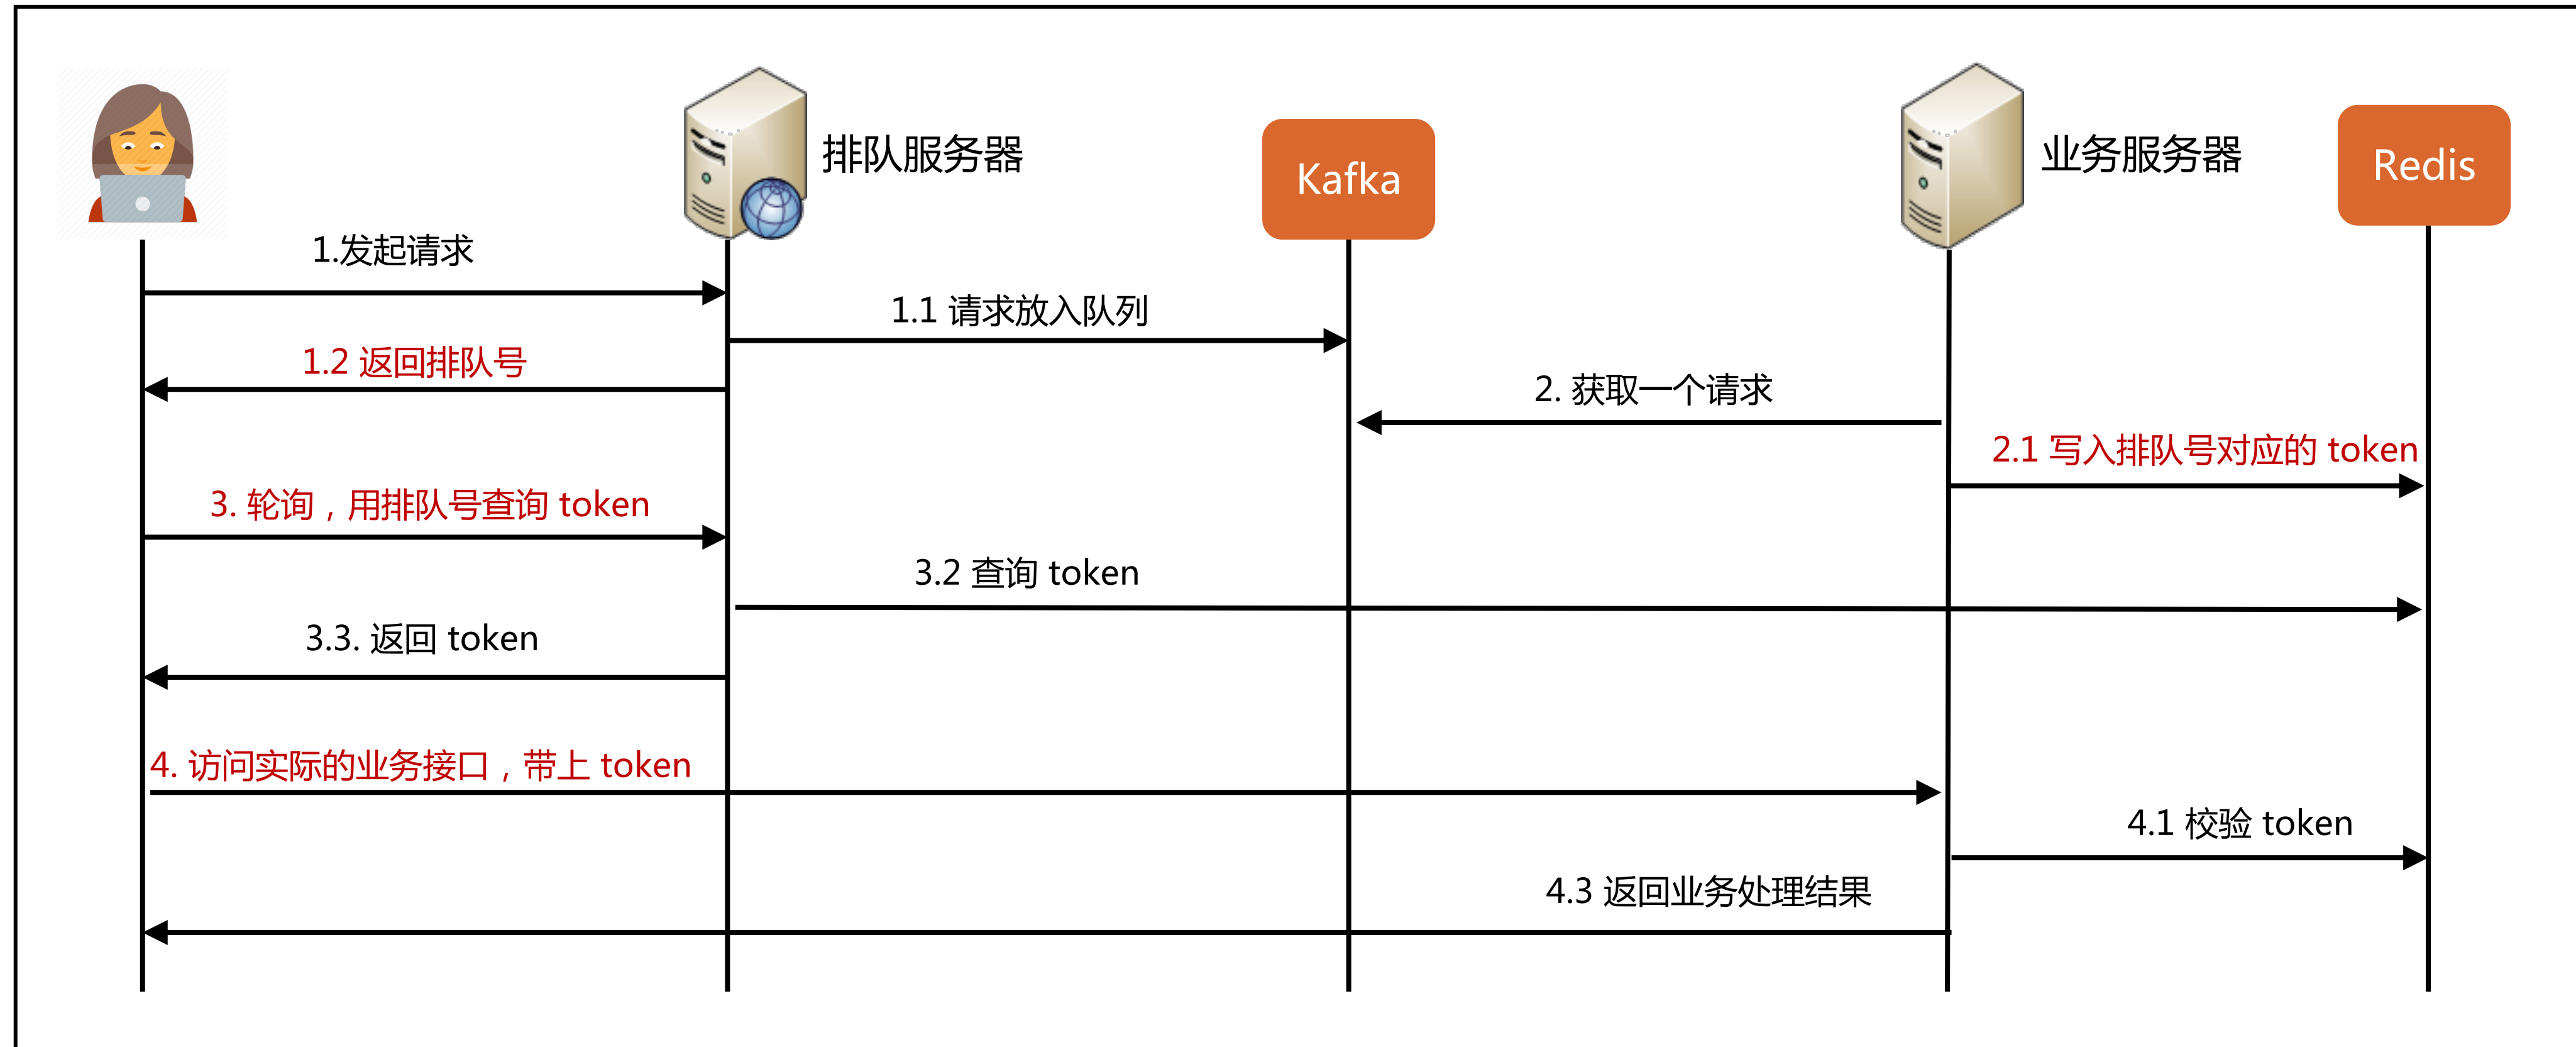 排队服务器
Kafka
业务服务器
Redis
1.发起请求
1.1 请求放入队列
1.2 返回排队号
2. 获取一个请求
2.1 写入排队号对应的 token
3. 轮询，用排队号查询 token
3.2 查询 token
3.3. 返回 token
4. 访问实际的业务接口，带上 token
4.1 校验 token
4.3 返回业务处理结果